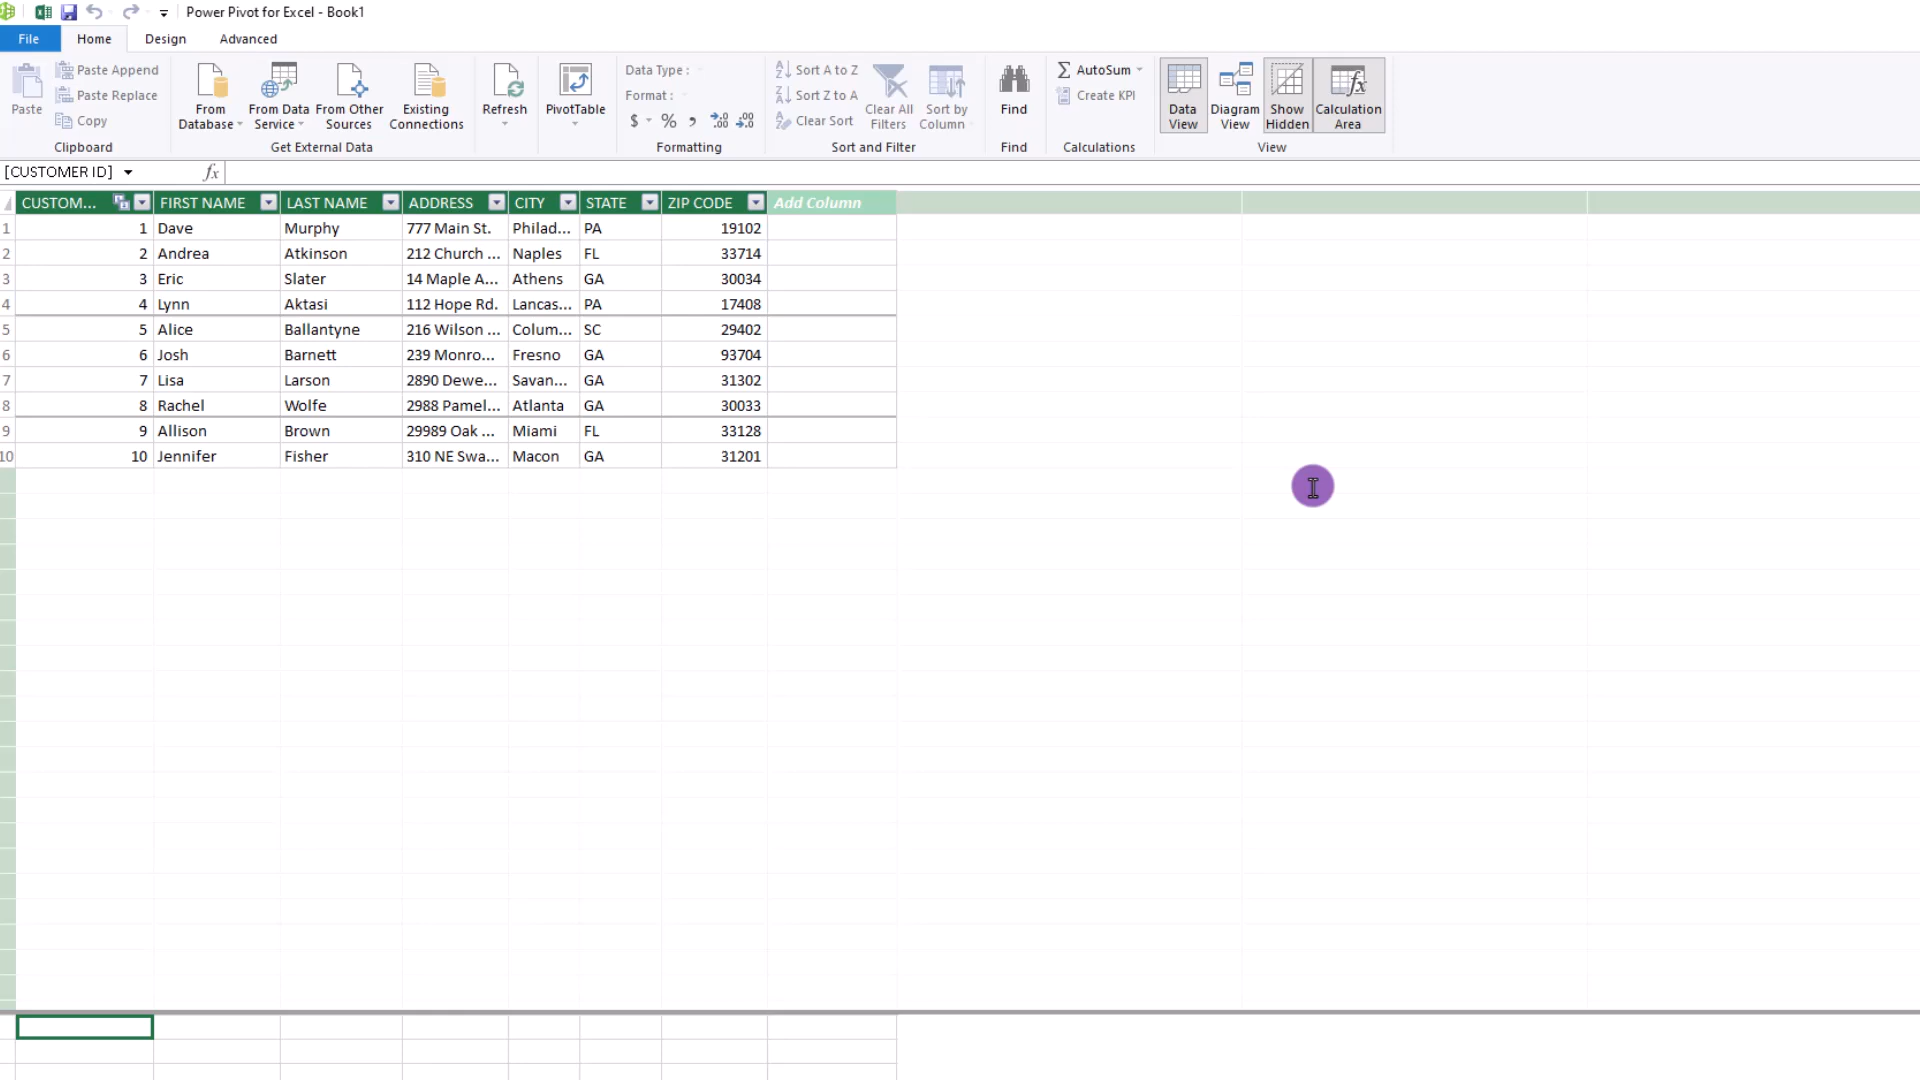 Power Pivot for Excel - Book1
File Home Design Advanced
Paste
Paste Append
Paste Replace
Copy
Clipboard
From Database
From Data Service
From Other Sources
Existing Connections
Get External Data
Refresh
PivotTable
Data Type :
Format :
$ % ,
Formatting
Sort A to Z
Sort Z to A
Clear Sort
Clear All Filters
Sort by Column
Sort and Filter
Find
Find
AutoSum
Create KPI
Calculations
Data View
Diagram View
Show Hidden
Calculation Area
View
[CUSTOMER ID] fx
CUSTOM... FIRST NAME LAST NAME ADDRESS CITY STATE ZIP CODE Add Column
1 1 Dave Murphy 777 Main St. Philad... PA 19102
2 2 Andrea Atkinson 212 Church ... Naples FL 33714
3 3 Eric Slater 14 Maple A... Athens GA 30034
4 4 Lynn Aktasi 112 Hope Rd. Lancas... PA 17408
5 5 Alice Ballantyne 216 Wilson ... Colum... SC 29402
6 6 Josh Barnett 239 Monro... Fresno GA 93704
7 7 Lisa Larson 2890 Dewe... Savan... GA 31302
8 8 Rachel Wolfe 2988 Pamel... Atlanta GA 30033
9 9 Allison Brown 29989 Oak ... Miami FL 33128
10 10 Jennifer Fisher 310 NE Swa... Macon GA 31201